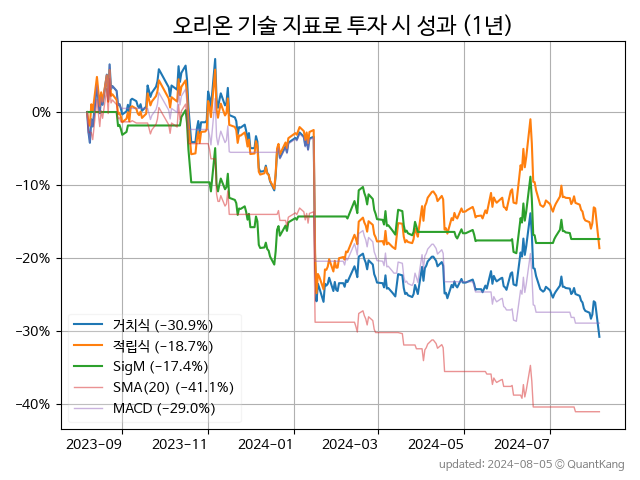 오리온 기술 지표로 투자 시 성과 (1년)
0%
−10%
−20%
−30%
−40%
거치식 (−30.9%)
적립식 (−18.7%)
SigM (−17.4%)
SMA(20) (−41.1%)
MACD (−29.0%)
2023-09 2023-11 2024-01 2024-03 2024-05 2024-07
updated: 2024-08-05 © QuantKang